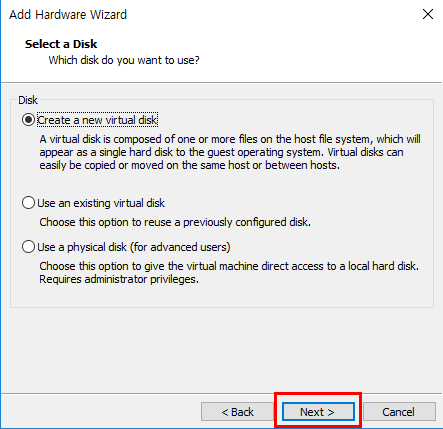 Add Hardware Wizard
Select a Disk
Which disk do you want to use?
Disk
Create a new virtual disk
A virtual disk is composed of one or more files on the host file system, which will
appear as a single hard disk to the guest operating system. Virtual disks can
easily be copied or moved on the same host or between hosts.
Use an existing virtual disk
Choose this option to reuse a previously configured disk.
Use a physical disk (for advanced users)
Choose this option to give the virtual machine direct access to a local hard disk.
Requires administrator privileges.
< Back Next > Cancel